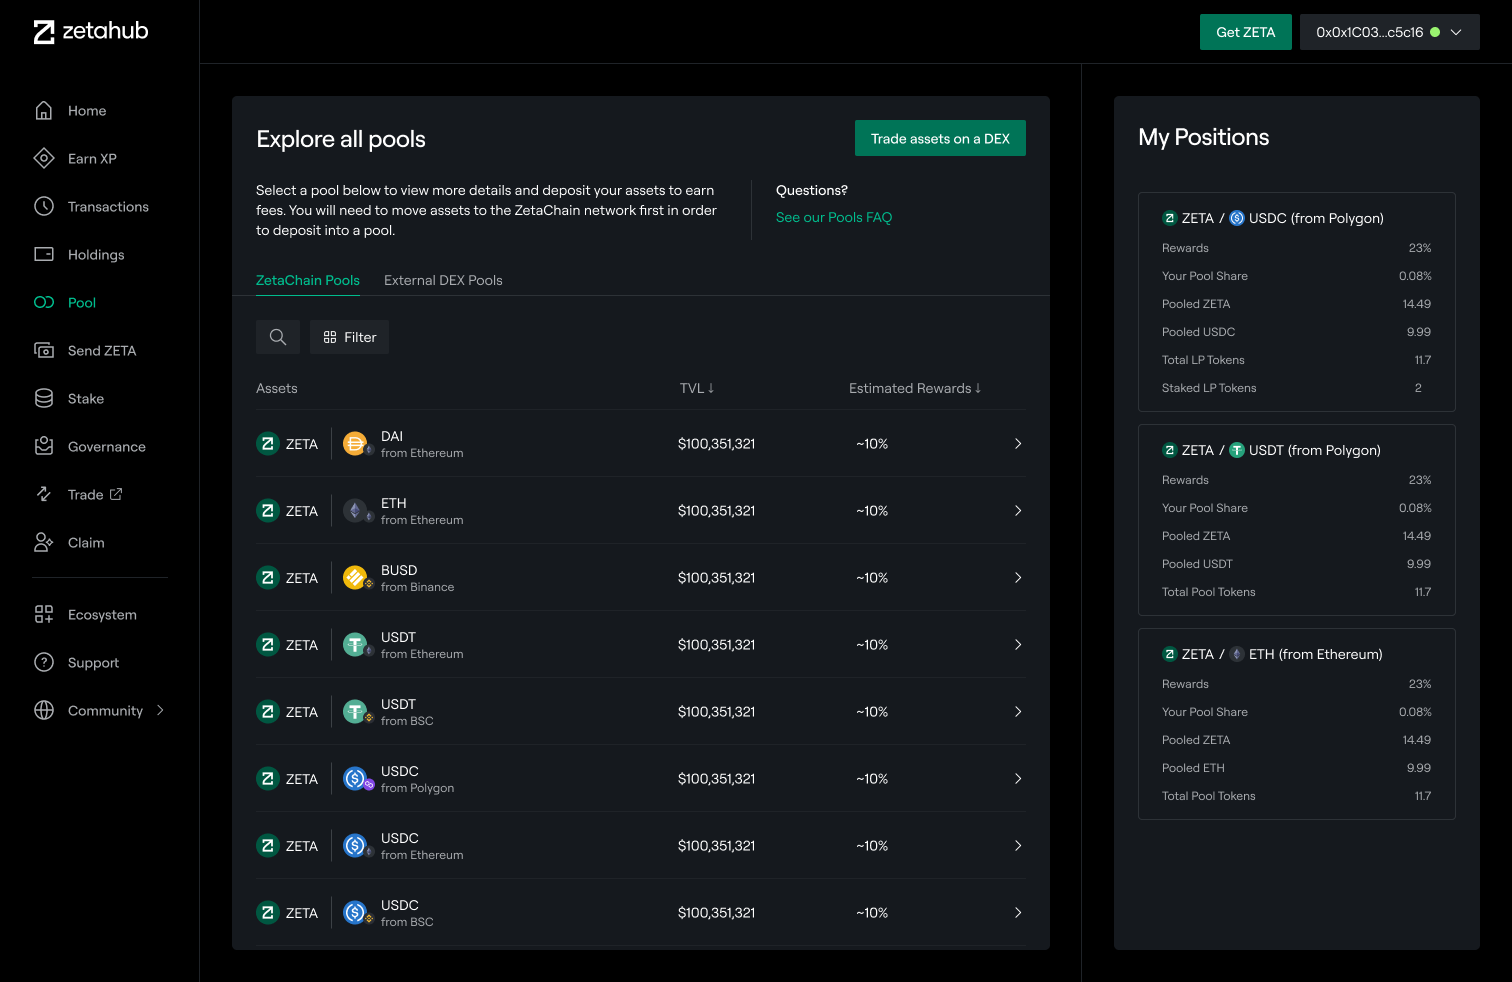 zetahub
Get ZETA
0x0x1C03...c5c16
Home
Earn XP
Transactions
Holdings
Pool
Send ZETA
Stake
Governance
Trade
Claim
Ecosystem
Support
Community
Explore all pools
Trade assets on a DEX
Select a pool below to view more details and deposit your assets to earn
fees. You will need to move assets to the ZetaChain network first in order
to deposit into a pool.
Questions?
See our Pools FAQ
ZetaChain Pools
External DEX Pools
Filter
Assets TVL ↓ Estimated Rewards ↓
ZETA DAI $100,351,321 ~10%
from Ethereum
ZETA ETH $100,351,321 ~10%
from Ethereum
ZETA BUSD $100,351,321 ~10%
from Binance
ZETA USDT $100,351,321 ~10%
from Ethereum
ZETA USDT $100,351,321 ~10%
from BSC
ZETA USDC $100,351,321 ~10%
from Polygon
ZETA USDC $100,351,321 ~10%
from Ethereum
ZETA USDC $100,351,321 ~10%
from BSC
My Positions
ZETA / USDC (from Polygon)
Rewards 23%
Your Pool Share 0.08%
Pooled ZETA 14.49
Pooled USDC 9.99
Total LP Tokens 11.7
Staked LP Tokens 2
ZETA / USDT (from Polygon)
Rewards 23%
Your Pool Share 0.08%
Pooled ZETA 14.49
Pooled USDT 9.99
Total Pool Tokens 11.7
ZETA / ETH (from Ethereum)
Rewards 23%
Your Pool Share 0.08%
Pooled ZETA 14.49
Pooled ETH 9.99
Total Pool Tokens 11.7